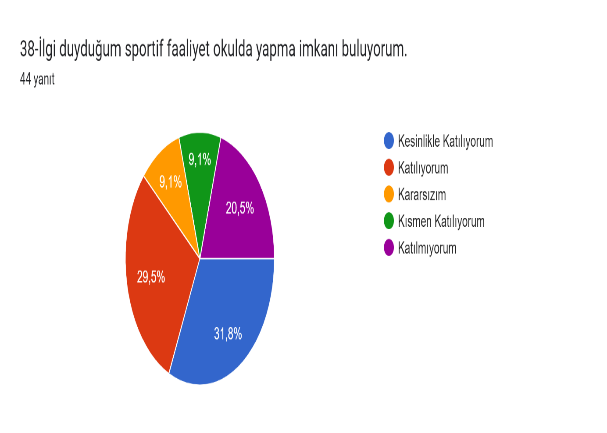 38-İlgi duyduğum sportif faaliyet okulda yapma imkanı buluyorum.
44 yanıt
9,1%
9,1%
20,5%
29,5%
31,8%
Kesinlikle Katılıyorum
Katılıyorum
Kararsızım
Kısmen Katılıyorum
Katılmıyorum